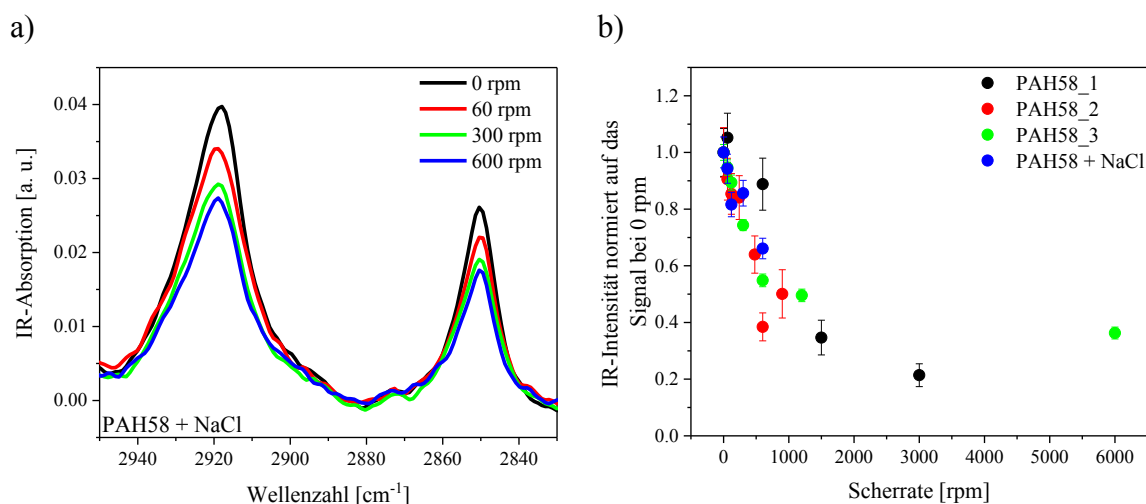 a)
0 rpm
60 rpm
300 rpm
600 rpm
0.04
0.03
0.02
0.01
0.00
IR-Absorption [a. u.]
PAH58 + NaCl
2940 2920 2900 2880 2860 2840
Wellenzahl [cm-1]
b)
PAH58_1
PAH58_2
PAH58_3
PAH58 + NaCl
1.2
1.0
0.8
0.6
0.4
0.2
0.0
IR-Intensität normiert auf das
Signal bei 0 rpm
0 1000 2000 3000 4000 5000 6000
Scherrate [rpm]